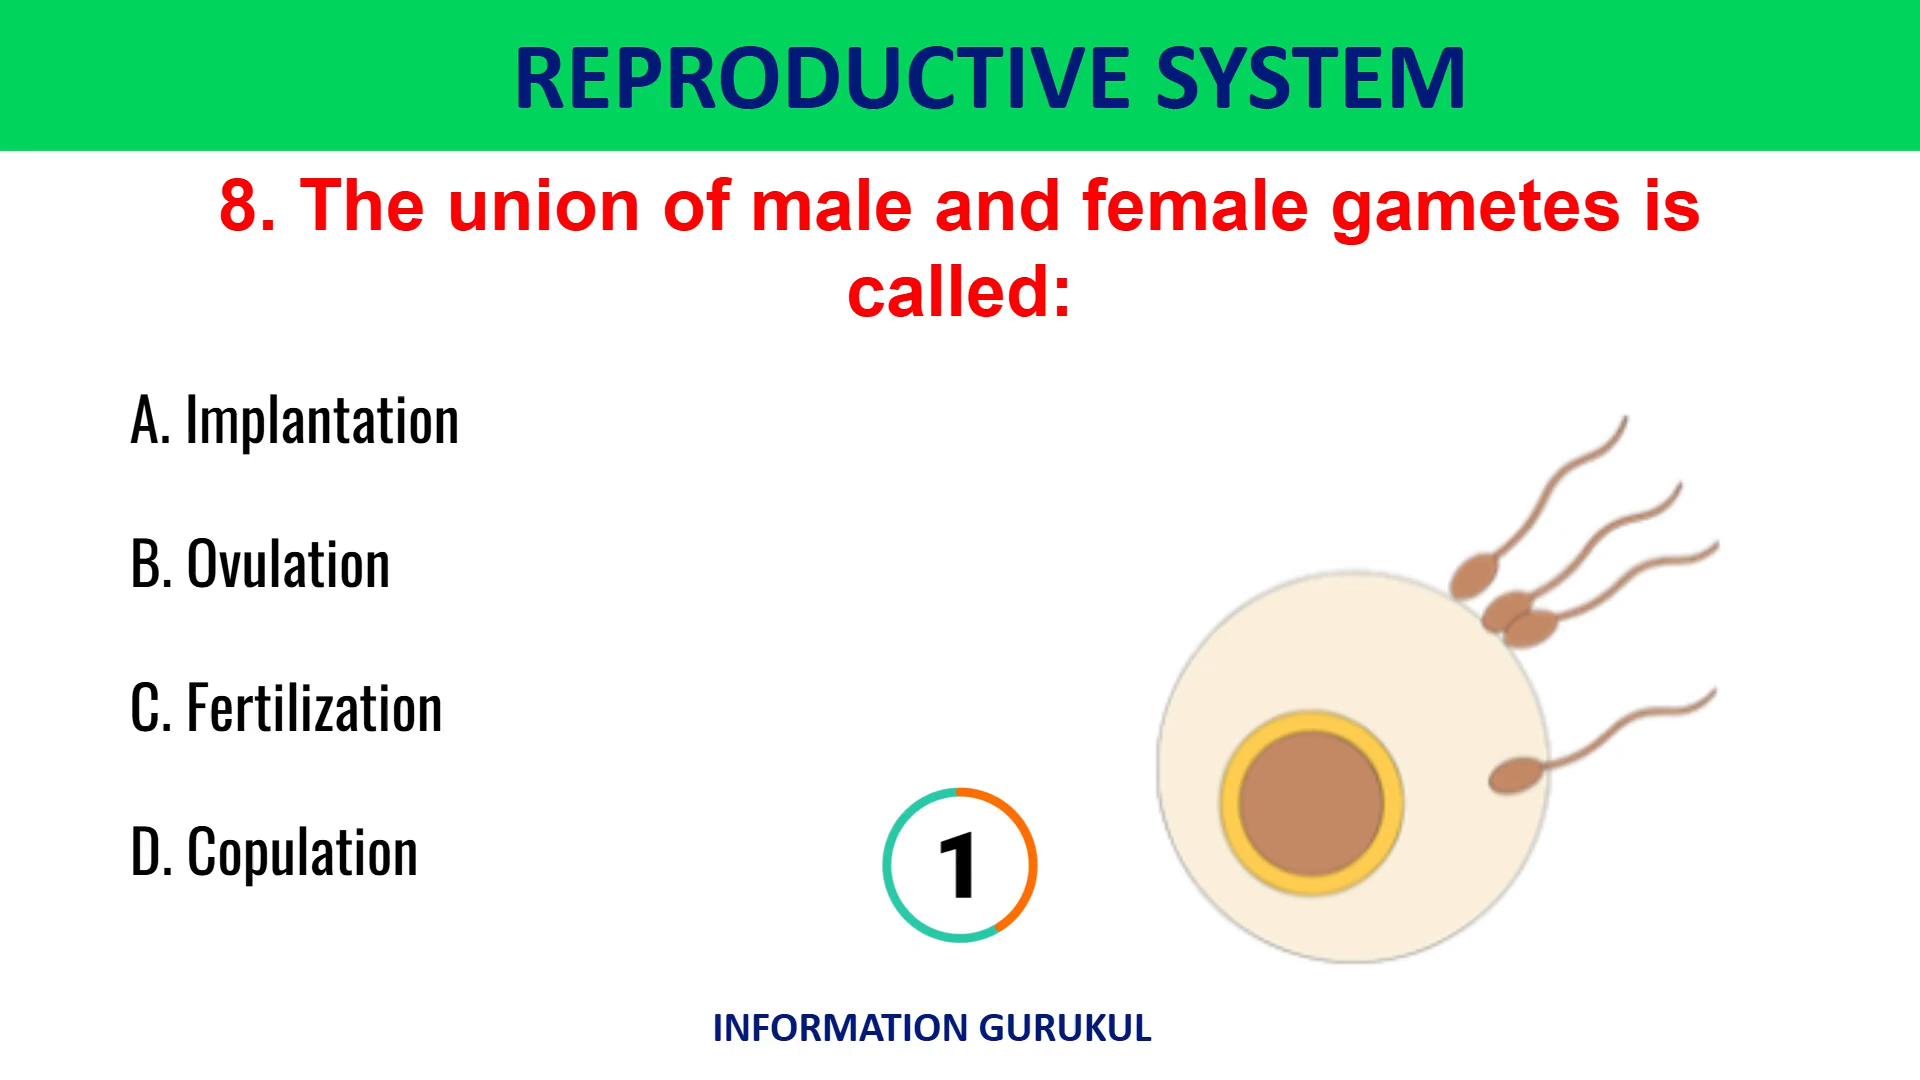 REPRODUCTIVE SYSTEM
8. The union of male and female gametes is
called:
A. Implantation
B. Ovulation
C. Fertilization
D. Copulation
1
INFORMATION GURUKUL